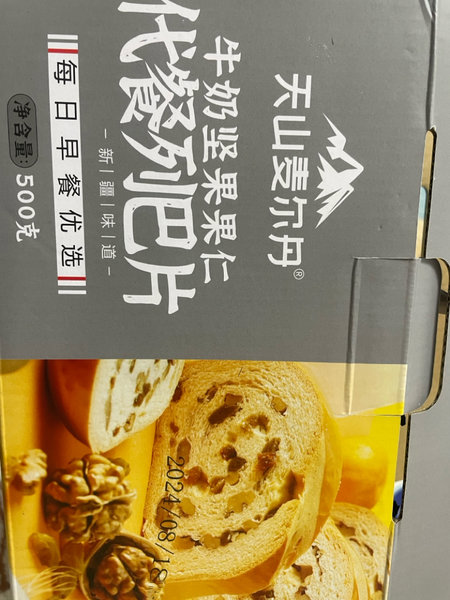 天山麦尔丹®
牛奶坚果果仁
代餐列巴片
新疆味道
每日早餐优选
净含量: 500克
2024/08/18